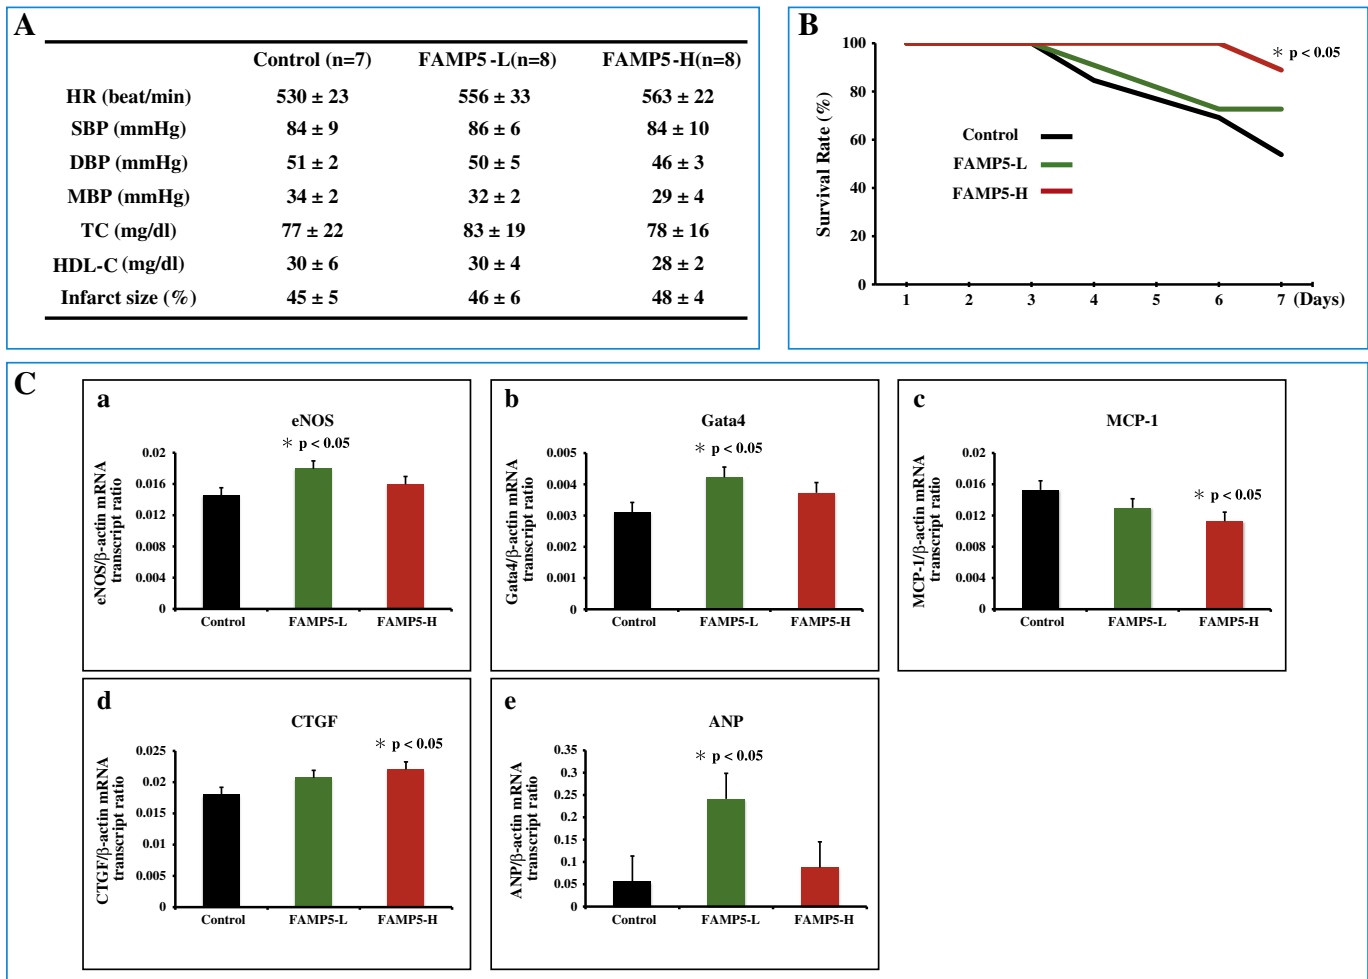 A
Control (n=7) FAMP5-L(n=8) FAMP5-H(n=8)
HR (beat/min) 530 ± 23 556 ± 33 563 ± 22
SBP (mmHg) 84 ± 9 86 ± 6 84 ± 10
DBP (mmHg) 51 ± 2 50 ± 5 46 ± 3
MBP (mmHg) 34 ± 2 32 ± 2 29 ± 4
TC (mg/dl) 77 ± 22 83 ± 19 78 ± 16
HDL-C (mg/dl) 30 ± 6 30 ± 4 28 ± 2
Infarct size (%) 45 ± 5 46 ± 6 48 ± 4
B
Survival Rate (%)
100
80
60
40
20
0
* p < 0.05
Control
FAMP5-L
FAMP5-H
1 2 3 4 5 6 7 (Days)
C
a
eNOS
* p < 0.05
eNOS/β-actin mRNA
transcript ratio
0.02
0.016
0.012
0.008
0.004
0
Control FAMP5-L FAMP5-H
b
Gata4
* p < 0.05
Gata4/β-actin mRNA
transcript ratio
0.005
0.004
0.003
0.002
0.001
0
Control FAMP5-L FAMP5-H
c
MCP-1
* p < 0.05
MCP-1/β-actin mRNA
transcript ratio
0.02
0.016
0.012
0.008
0.004
0
Control FAMP5-L FAMP5-H
d
CTGF
* p < 0.05
CTGF/β-actin mRNA
transcript ratio
0.025
0.02
0.015
0.01
0.005
0
Control FAMP5-L FAMP5-H
e
ANP
* p < 0.05
ANP/β-actin mRNA
transcript ratio
0.35
0.3
0.25
0.2
0.15
0.1
0.05
0
Control FAMP5-L FAMP5-H